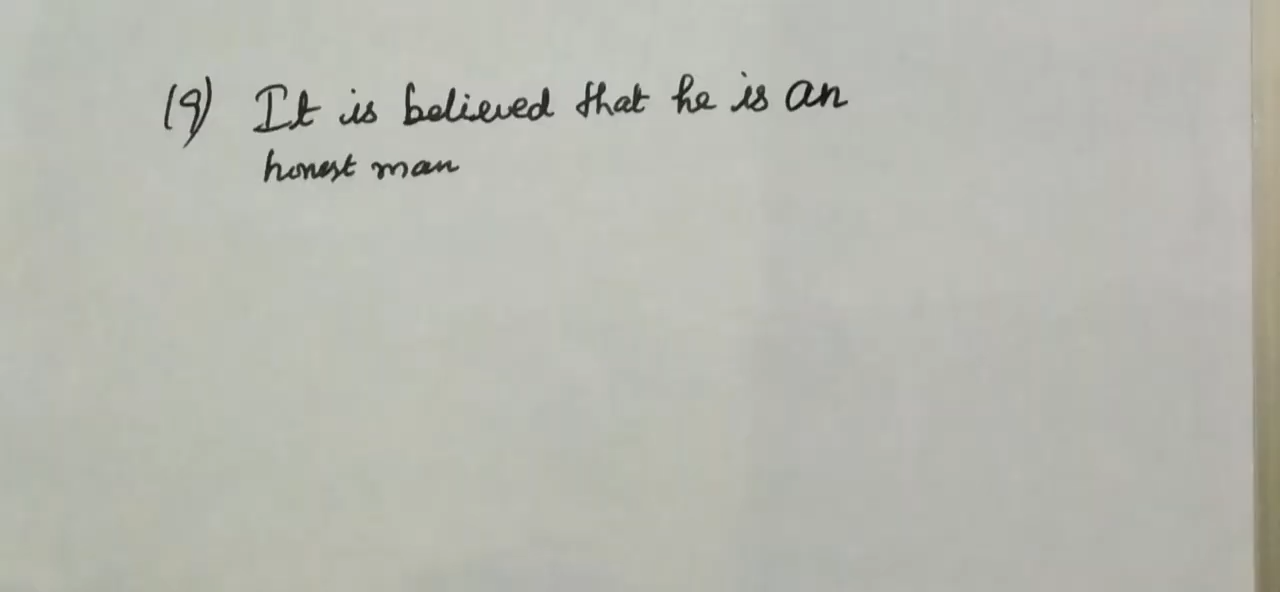 (9) It is believed that he is an
honest man